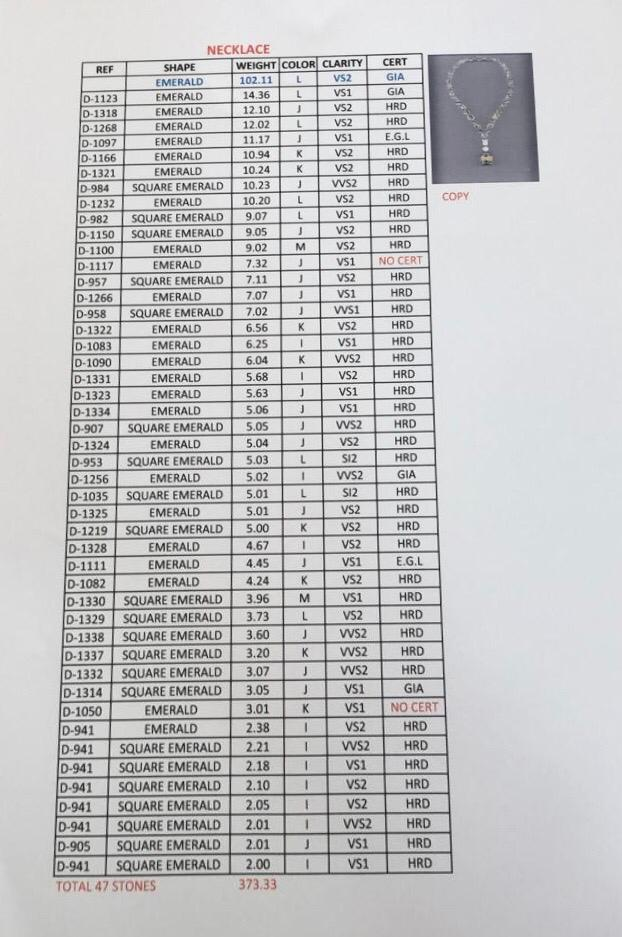 NECKLACE
REF SHAPE WEIGHT COLOR CLARITY CERT
EMERALD 102.11 L VS2 GIA
D-1123 EMERALD 14.36 L VS1 GIA
D-1318 EMERALD 12.10 J VS2 HRD
D-1268 EMERALD 12.02 L VS2 HRD
D-1097 EMERALD 11.17 J VS1 E.G.L
D-1166 EMERALD 10.94 K VS2 HRD
D-1321 EMERALD 10.24 K VS2 HRD
D-984 SQUARE EMERALD 10.23 J VVS2 HRD
D-1232 EMERALD 10.20 L VS2 HRD
D-982 SQUARE EMERALD 9.07 L VS1 HRD
D-1150 SQUARE EMERALD 9.05 J VS2 HRD
D-1100 EMERALD 9.02 M VS2 HRD
D-1117 EMERALD 7.32 J VS1 NO CERT
D-957 SQUARE EMERALD 7.11 J VS2 HRD
D-1266 EMERALD 7.07 J VS1 HRD
D-958 SQUARE EMERALD 7.02 J VVS1 HRD
D-1322 EMERALD 6.56 K VS2 HRD
D-1083 EMERALD 6.25 I VS1 HRD
D-1090 EMERALD 6.04 K VVS2 HRD
D-1331 EMERALD 5.68 I VS2 HRD
D-1323 EMERALD 5.63 J VS1 HRD
D-1334 EMERALD 5.06 J VS1 HRD
D-907 SQUARE EMERALD 5.05 J VVS2 HRD
D-1324 EMERALD 5.04 J VS2 HRD
D-953 SQUARE EMERALD 5.03 L SI2 HRD
D-1256 EMERALD 5.02 I VVS2 GIA
D-1035 SQUARE EMERALD 5.01 L SI2 HRD
D-1325 EMERALD 5.01 J VS2 HRD
D-1219 SQUARE EMERALD 5.00 K VS2 HRD
D-1328 EMERALD 4.67 I VS2 HRD
D-1111 EMERALD 4.45 J VS1 E.G.L
D-1082 EMERALD 4.24 K VS2 HRD
D-1330 SQUARE EMERALD 3.96 M VS1 HRD
D-1329 SQUARE EMERALD 3.73 L VS2 HRD
D-1338 SQUARE EMERALD 3.60 J VVS2 HRD
D-1337 SQUARE EMERALD 3.20 K VVS2 HRD
D-1332 SQUARE EMERALD 3.07 J VVS2 HRD
D-1314 SQUARE EMERALD 3.05 J VS1 GIA
D-1050 EMERALD 3.01 K VS1 NO CERT
D-941 EMERALD 2.38 I VS2 HRD
D-941 SQUARE EMERALD 2.21 I VVS2 HRD
D-941 SQUARE EMERALD 2.18 I VS1 HRD
D-941 SQUARE EMERALD 2.10 I VS2 HRD
D-941 SQUARE EMERALD 2.05 I VS2 HRD
D-941 SQUARE EMERALD 2.01 I VVS2 HRD
D-905 SQUARE EMERALD 2.01 J VS1 HRD
D-941 SQUARE EMERALD 2.00 I VS1 HRD
TOTAL 47 STONES 373.33
COPY